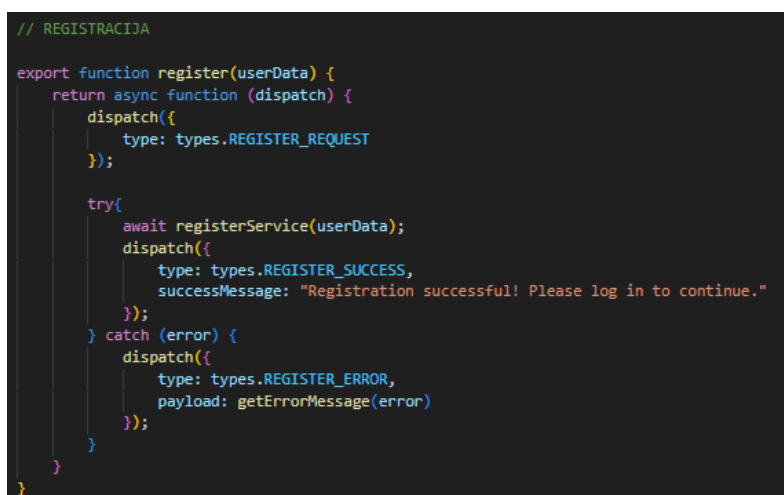 // REGISTRACIJA
export function register(userData) {
return async function (dispatch) {
dispatch({
type: types.REGISTER_REQUEST
});
try{
await registerService(userData);
dispatch({
type: types.REGISTER_SUCCESS,
successMessage: "Registration successful! Please log in to continue."
});
} catch (error) {
dispatch({
type: types.REGISTER_ERROR,
payload: getErrorMessage(error)
});
}
}
}